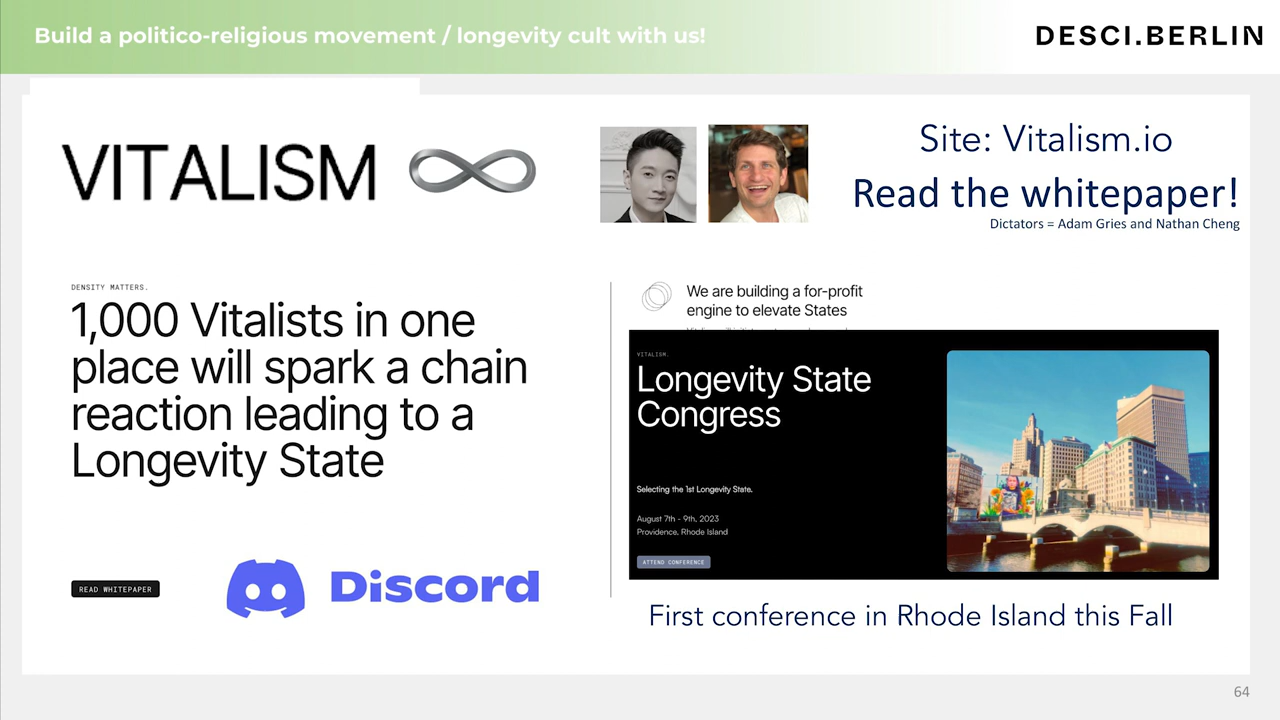 Build a politico-religious movement / longevity cult with us!
DESCI.BERLIN
VITALISM
Site: Vitalism.io
Read the whitepaper!
Dictators = Adam Gries and Nathan Cheng
DENSITY MATTERS.
1,000 Vitalists in one
place will spark a chain
reaction leading to a
Longevity State
READ WHITEPAPER
Discord
We are building a for-profit
engine to elevate States
VITALISM.
Longevity State
Congress
Selecting the 1st Longevity State.
August 7th - 9th, 2023
Providence, Rhode Island
ATTEND CONFERENCE
First conference in Rhode Island this Fall
64